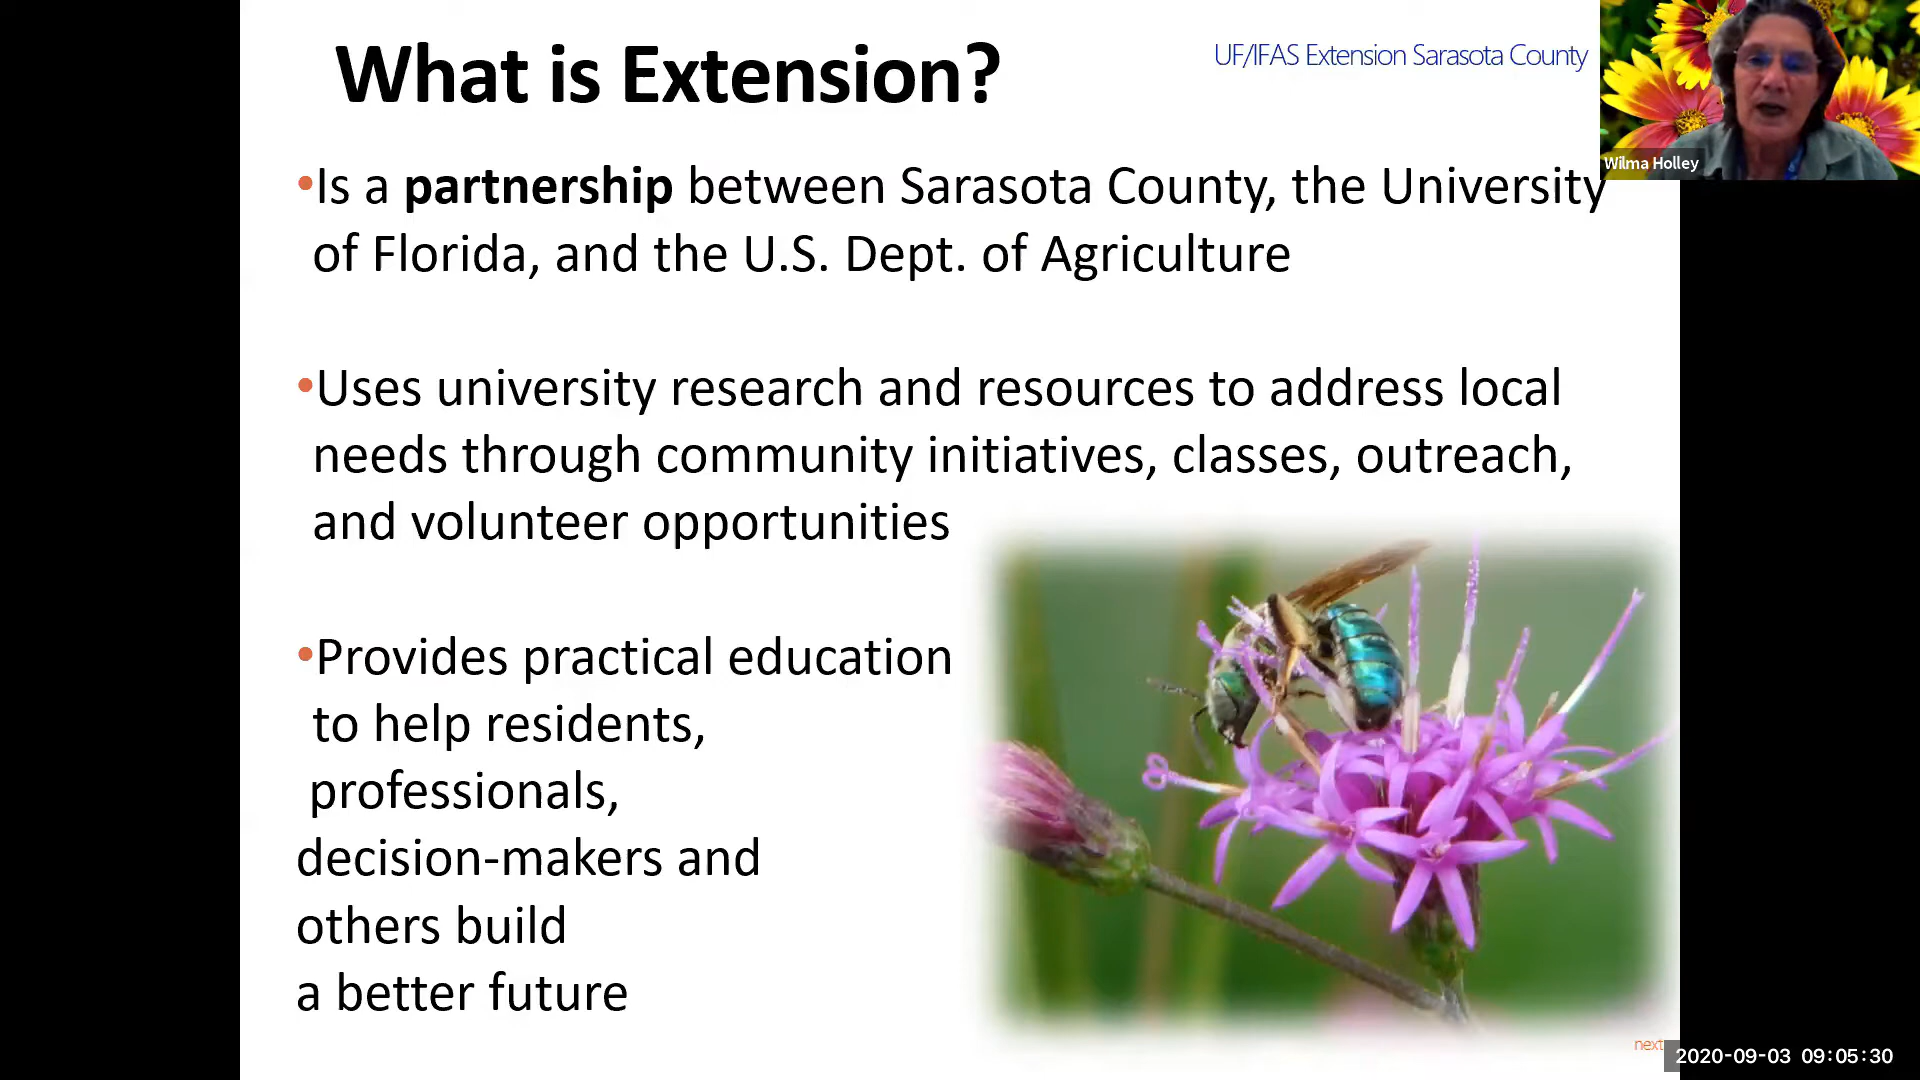 What is Extension?
UF/IFAS Extension Sarasota County
Wilma Holley
•Is a partnership between Sarasota County, the University
of Florida, and the U.S. Dept. of Agriculture
•Uses university research and resources to address local
needs through community initiatives, classes, outreach,
and volunteer opportunities
•Provides practical education
to help residents,
professionals,
decision-makers and
others build
a better future
next
2020-09-03 09:05:30